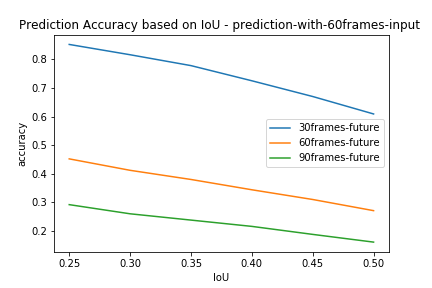 Prediction Accuracy based on IoU - prediction-with-60frames-input
0.8
0.7
0.6
0.5
0.4
0.3
0.2
accuracy
30frames-future
60frames-future
90frames-future
0.25 0.30 0.35 0.40 0.45 0.50
IoU